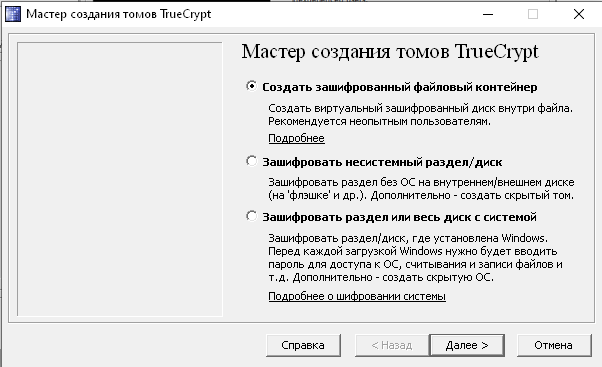 Мастер создания томов TrueCrypt
Мастер создания томов TrueCrypt
Создать зашифрованный файловый контейнер
Создать виртуальный зашифрованный диск внутри файла.
Рекомендуется неопытным пользователям.
Подробнее
Зашифровать несистемный раздел/диск
Зашифровать раздел без ОС на внутреннем/внешнем диске
(на 'флэшке' и др.). Дополнительно - создать скрытый том.
Зашифровать раздел или весь диск с системой
Зашифровать раздел/диск, где установлена Windows.
Перед каждой загрузкой Windows нужно будет вводить
пароль для доступа к ОС, считывания и записи файлов и
т.д. Дополнительно - создать скрытую ОС.
Подробнее о шифровании системы
Справка
< Назад
Далее >
Отмена